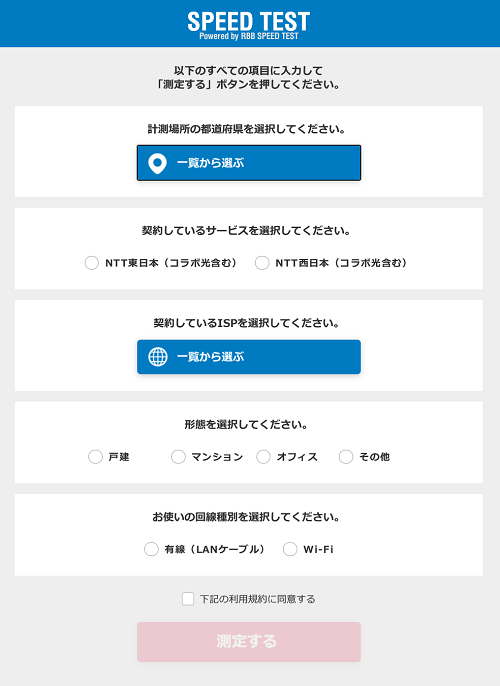 SPEED TEST
Powered by RBB SPEED TEST
以下のすべての項目に入力して
「測定する」ボタンを押してください。
計測場所の都道府県を選択してください。
一覧から選ぶ
契約しているサービスを選択してください。
NTT東日本（コラボ光含む） NTT西日本（コラボ光含む）
契約しているISPを選択してください。
一覧から選ぶ
形態を選択してください。
戸建 マンション オフィス その他
お使いの回線種別を選択してください。
有線（LANケーブル） Wi-Fi
下記の利用規約に同意する
測定する